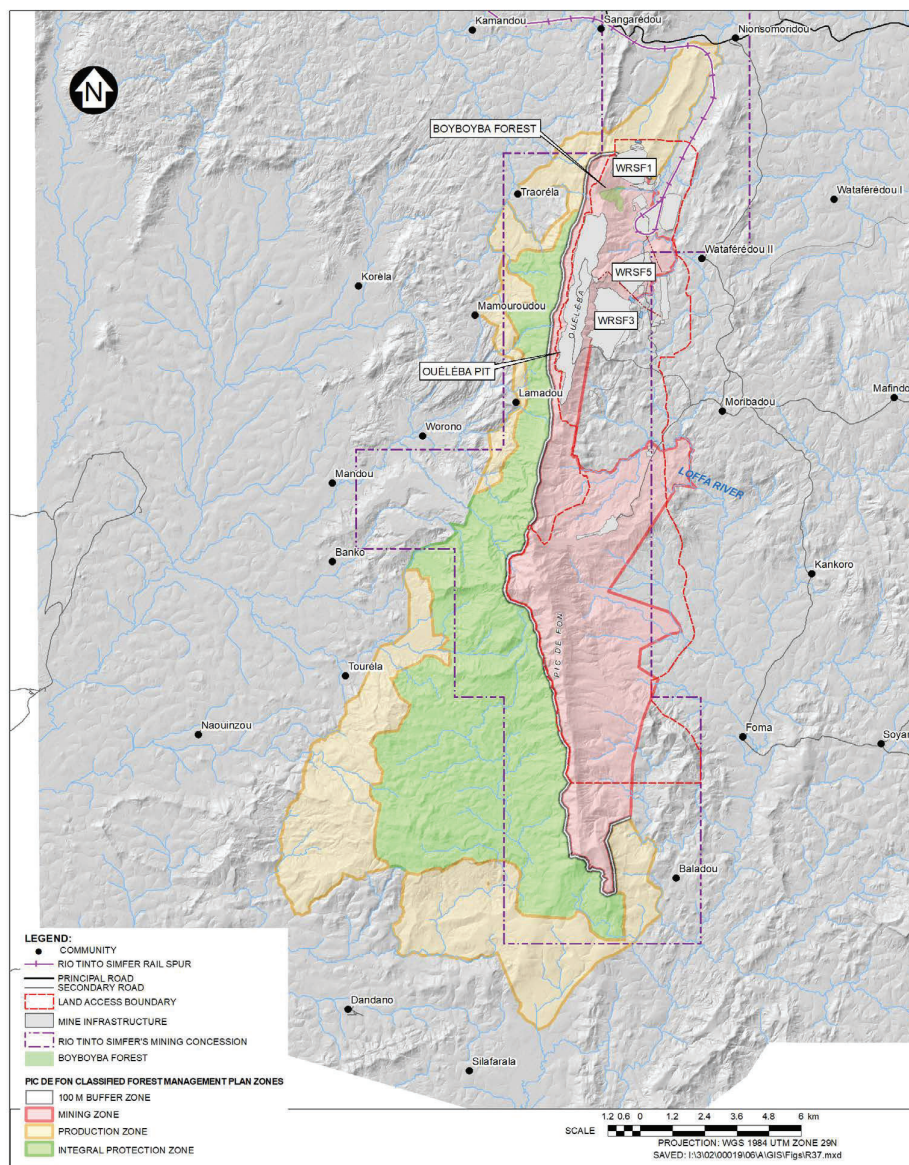 Kamandou
Sangarédou
Nionsomoridou
N
BOYBOYBA FOREST
WRSF1
Traoréla
Wataférédou I
Wataférédou II
Korèla
WRSF5
OUÉLÉBA
Mamouroudou
WRSF3
OUÉLÉBA PIT
Lamadou
Mafindo
Moribadou
Worono
LOFFA RIVER
Mandou
Banko
Kankoro
PIC DE FON
Touréla
Naouinzou
Foma
Soyar
Baladou
Dandano
Silafarala
LEGEND:
COMMUNITY
RIO TINTO SIMFER RAIL SPUR
PRINCIPAL ROAD
SECONDARY ROAD
LAND ACCESS BOUNDARY
MINE INFRASTRUCTURE
RIO TINTO SIMFER'S MINING CONCESSION
BOYBOYBA FOREST
PIC DE FON CLASSIFIED FOREST MANAGEMENT PLAN ZONES
100 M BUFFER ZONE
MINING ZONE
PRODUCTION ZONE
INTEGRAL PROTECTION ZONE
1.2 0.6 0 1.2 2.4 3.6 4.8 6 km
SCALE
PROJECTION: WGS 1984 UTM ZONE 29N
SAVED: I:\3\02\00019\06\A\GIS\Figs\R37.mxd